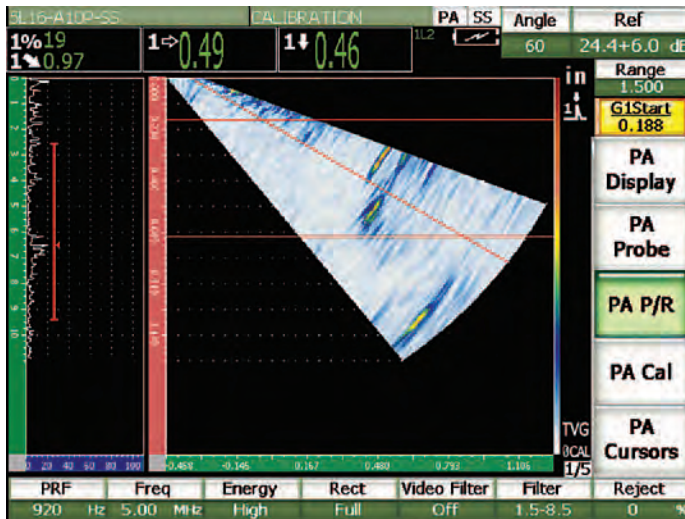 5L16-A10P-SS CALIBRATION PA SS Angle Ref
60 24.4+6.0 dB
1%19
1 0.97
1⇨0.49
1 0.46
1L2
in
Range
1.500
G1Start
0.188
PA
Display
PA
Probe
PA P/R
PA Cal
PA
Cursors
TVG
0CAL
1/5
0 20 40 60 80 100
-0.458 -0.146 0.167 0.480 0.793 1.106
PRF Freq Energy Rect Video Filter Filter Reject
920 Hz 5.00 MHz High Full Off 1.5-8.5 0 %